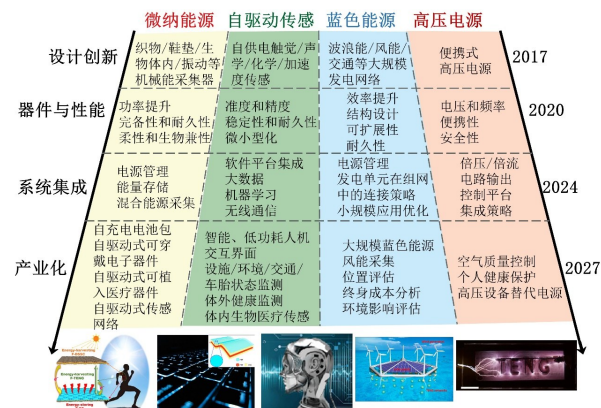 微纳能源 自驱动传感 蓝色能源 高压电源
设计创新
织物/鞋垫/生
物体内/振动等
机械能采集器
自供电触觉/声
学/化学/加速
度传感
波浪能/风能/
交通等大规模
发电网络
便携式
高压电源
2017
器件与性能
功率提升
完备性和耐久性
柔性和生物兼性
准度和精度
稳定性和耐久性
微小型化
效率提升
结构设计
可扩展性
耐久性
电压和频率
便携性
安全性
2020
系统集成
电源管理
能量存储
混合能源采集
软件平台集成
大数据
机器学习
无线通信
电源管理
发电单元在组网
中的连接策略
小规模应用优化
倍压/倍流
电路输出
控制平台
集成策略
2024
产业化
自充电电池包
自驱动式可穿
戴电子器件
自驱动式可植
入医疗器件
自驱动式传感
网络
智能、低功耗人机
交互界面
设施/环境/交通/
车胎状态监测
体外健康监测
体内生物医疗传感
大规模蓝色能源
风能采集
位置评估
终身成本分析
环境影响评估
空气质量控制
个人健康保护
高压设备替代电源
2027
Energy-harvesting
Energy-harvesting
Energy-storing
TENG